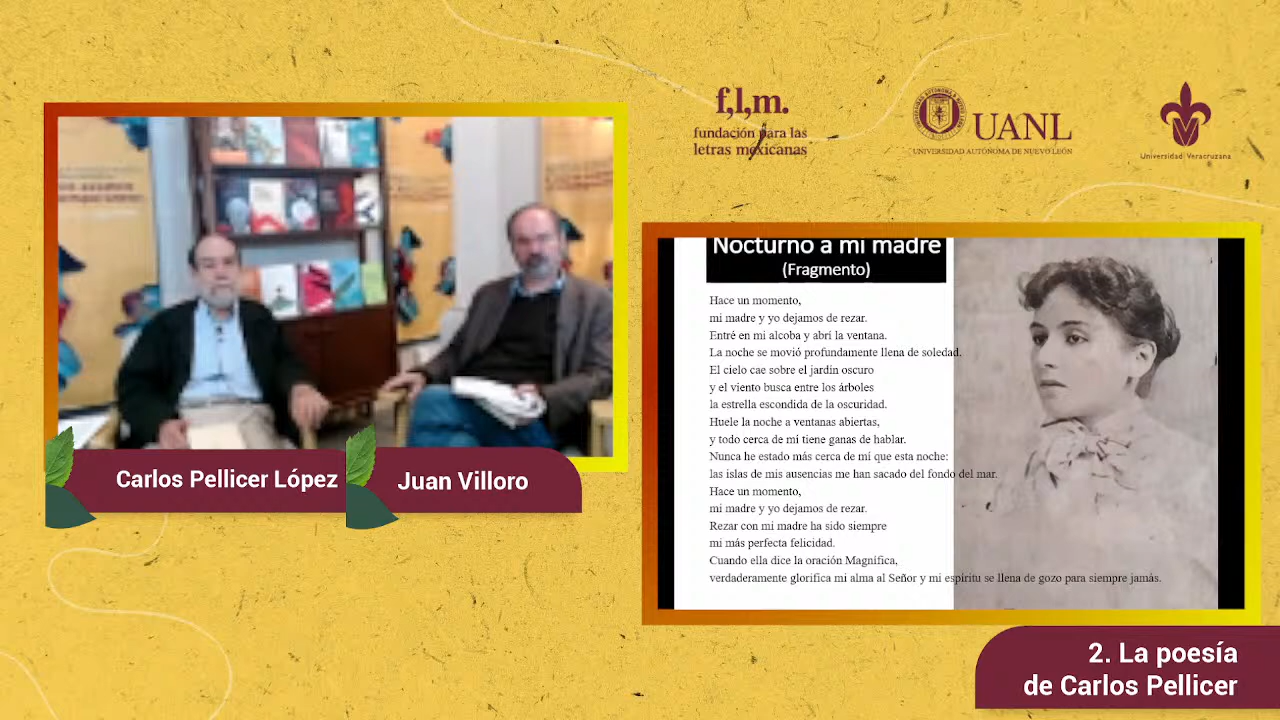 f,l,m.
fundación para las
letras mexicanas
UANL
UNIVERSIDAD AUTÓNOMA DE NUEVO LEÓN
Universidad Veracruzana
Carlos Pellicer López
Juan Villoro
Nocturno a mi madre
(Fragmento)
Hace un momento,
mi madre y yo dejamos de rezar.
Entré en mi alcoba y abrí la ventana.
La noche se movió profundamente llena de soledad.
El cielo cae sobre el jardín oscuro
y el viento busca entre los árboles
la estrella escondida de la oscuridad.
Huele la noche a ventanas abiertas,
y todo cerca de mí tiene ganas de hablar.
Nunca he estado más cerca de mí que esta noche:
las islas de mis ausencias me han sacado del fondo del mar.
Hace un momento,
mi madre y yo dejamos de rezar.
Rezar con mi madre ha sido siempre
mi más perfecta felicidad.
Cuando ella dice la oración Magnífica,
verdaderamente glorifica mi alma al Señor y mi espíritu se llena de gozo para siempre jamás.
2. La poesía
de Carlos Pellicer